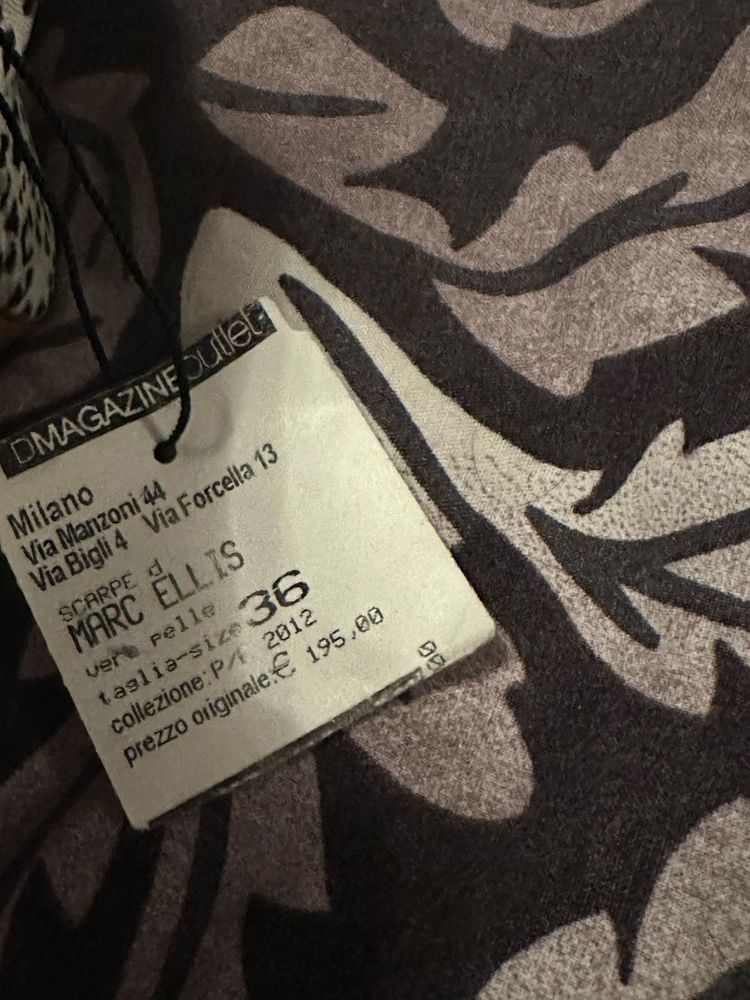 DMAGAZINEoutlet
Milano
Via Manzoni 44
Via Bigli 4 Via Forcella 13
SCARPE d
MARC ELLIS
vera pelle
taglia-size 36
collezione: P/E 2012
prezzo originale: € 195,00